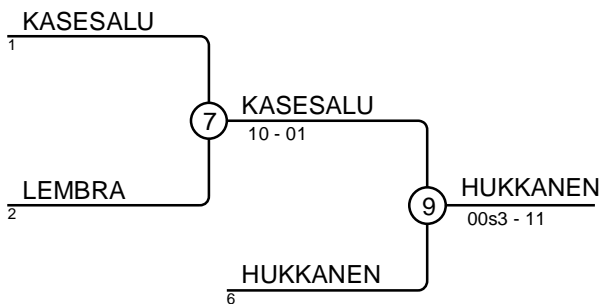 KASESALU
1
7
KASESALU
10 - 01
LEMBRA
2
9
HUKKANEN
00s3 - 11
HUKKANEN
6